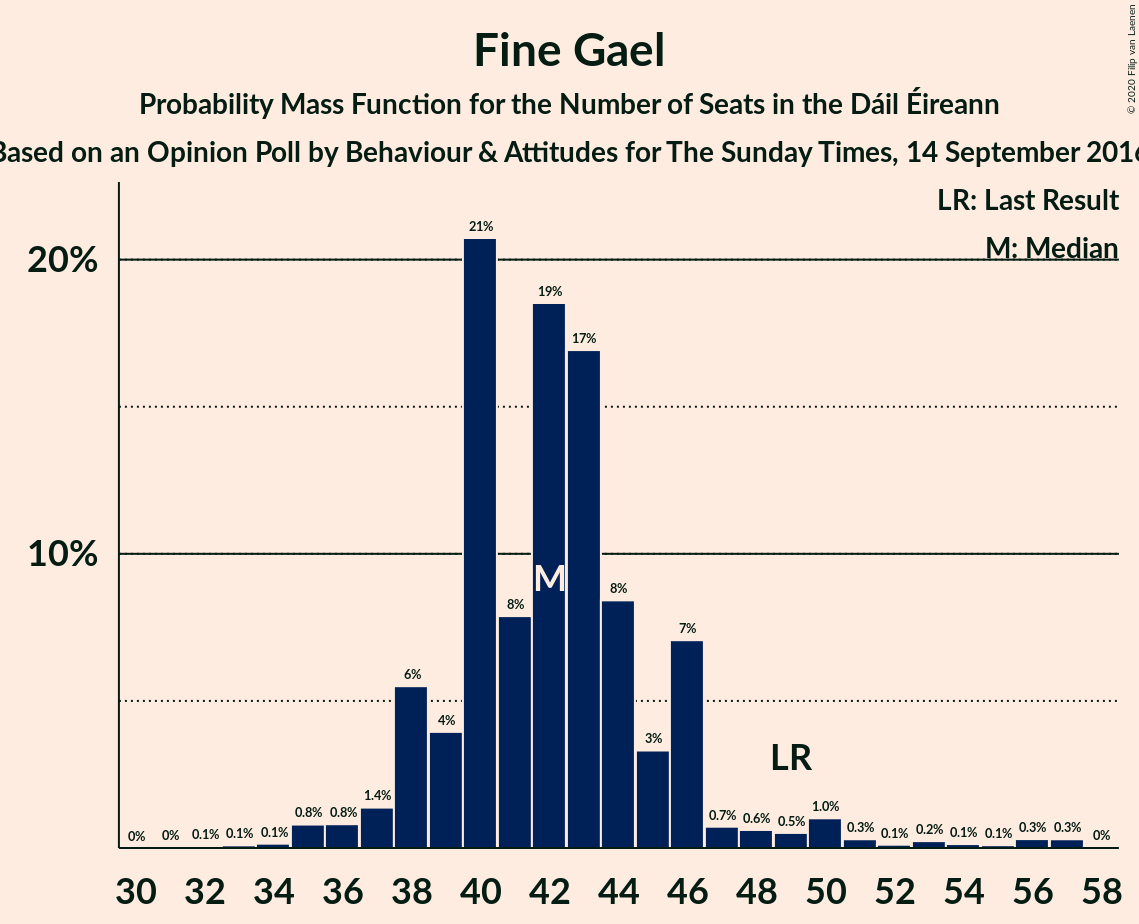 Fine Gael
Probability Mass Function for the Number of Seats in the Dáil Éireann
Based on an Opinion Poll by Behaviour & Attitudes for The Sunday Times, 14 September 2016
© 2020 Filip van Laenen
LR: Last Result
M: Median
20%
10%
0% 0% 0.1% 0.1% 0.1% 0.8% 0.8% 1.4% 6% 4% 21% 8% 19% 17% 8% 3% 7% 0.7% 0.6% 0.5% 1.0% 0.3% 0.1% 0.2% 0.1% 0.1% 0.3% 0.3% 0%
M
LR
30 32 34 36 38 40 42 44 46 48 50 52 54 56 58